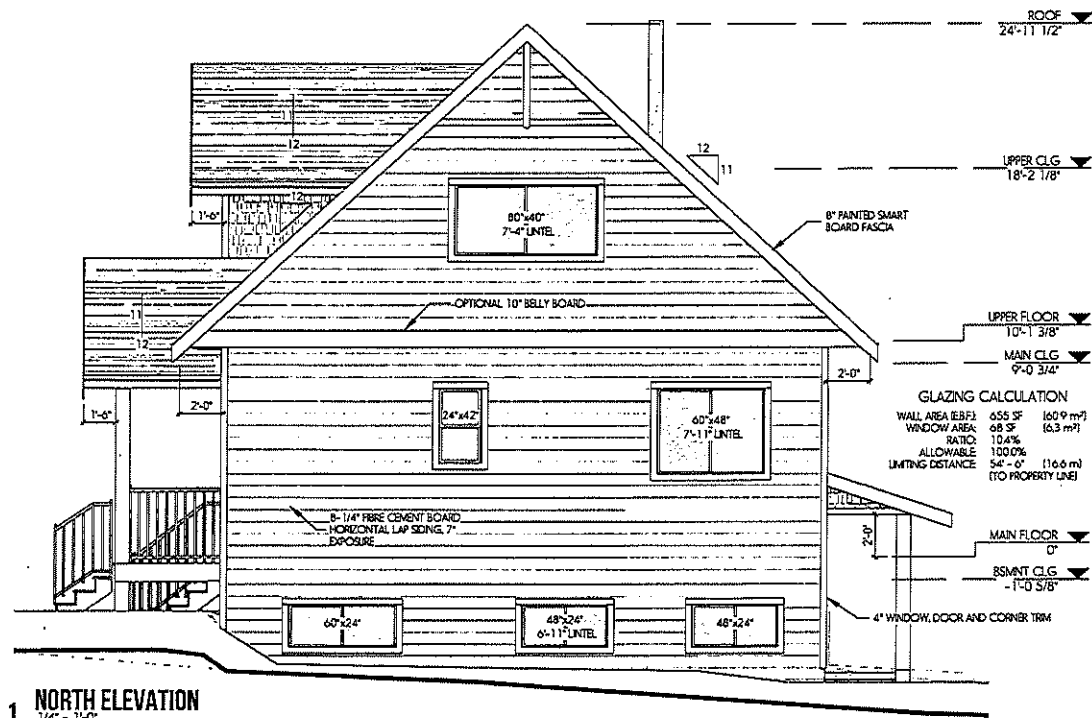 ROOF
24'-11 1/2"
12
12
11
UPPER CLG
18'-2 1/8"
12
1'-6"
80"x40"
7'-4" LINTEL
8" PAINTED SMART
BOARD FASCIA
OPTIONAL 10" BELLY BOARD
11
12
UPPER FLOOR
10'-1 3/8"
MAIN CLG
9'-0 3/4"
2'-0"
2'-0"
1'-6"
24"x42"
60"x48"
7'-11" LINTEL
GLAZING CALCULATION
WALL AREA (E.B.F.): 655 SF (60.9 m²)
WINDOW AREA: 68 SF (6.3 m²)
RATIO: 10.4%
ALLOWABLE: 100.0%
LIMITING DISTANCE: 54'-6" (16.6 m)
(TO PROPERTY LINE)
8-1/4" FIBRE CEMENT BOARD
HORIZONTAL LAP SIDING, 7"
EXPOSURE
2'-0"
MAIN FLOOR
0"
BSMNT CLG
-1'-0 5/8"
60"x24"
48"x24"
6'-11" LINTEL
48"x24"
4" WINDOW, DOOR AND CORNER TRIM
1 NORTH ELEVATION
1/4" = 1'-0"